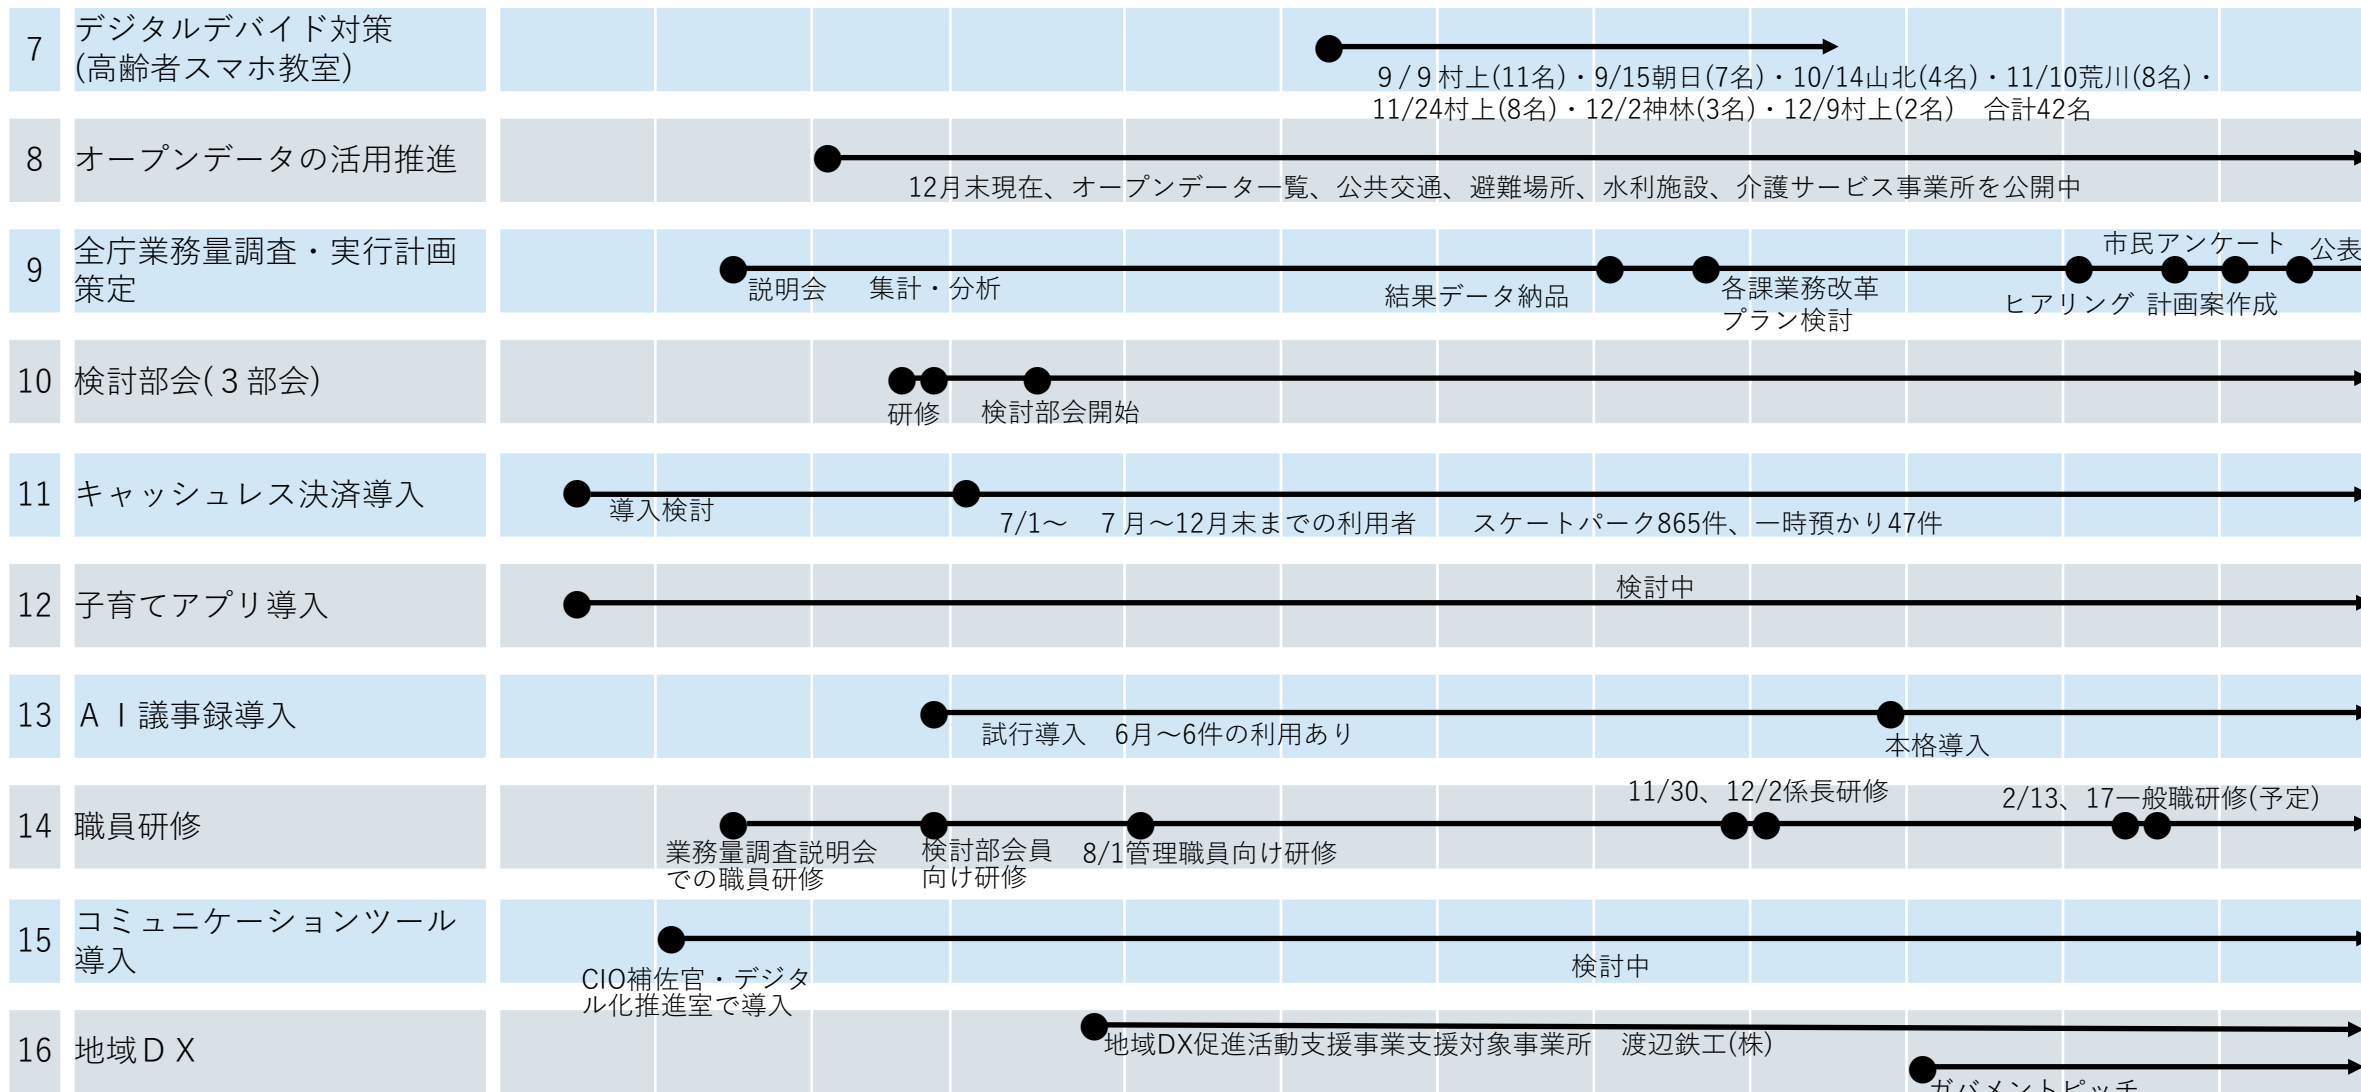 7
デジタルデバイド対策
(高齢者スマホ教室)
9/9村上(11名)・9/15朝日(7名)・10/14山北(4名)・11/10荒川(8名)・
11/24村上(8名)・12/2神林(3名)・12/9村上(2名)　合計42名
8
オープンデータの活用推進
12月末現在、オープンデータ一覧、公共交通、避難場所、水利施設、介護サービス事業所を公開中
9
全庁業務量調査・実行計画
策定
説明会
集計・分析
結果データ納品
各課業務改革
プラン検討
ヒアリング
市民アンケート
計画案作成
公表
10
検討部会(3部会)
研修
検討部会開始
11
キャッシュレス決済導入
導入検討
7/1～　7月～12月末までの利用者　　スケートパーク865件、一時預かり47件
12
子育てアプリ導入
検討中
13
AI議事録導入
試行導入　6月～6件の利用あり
本格導入
14
職員研修
業務量調査説明会
での職員研修
検討部会員
向け研修
8/1管理職員向け研修
11/30、12/2係長研修
2/13、17一般職研修(予定)
15
コミュニケーションツール
導入
CIO補佐官・デジタ
ル化推進室で導入
検討中
16
地域DX
地域DX促進活動支援事業支援対象事業所　渡辺鉄工(株)
ガバメントピッチ